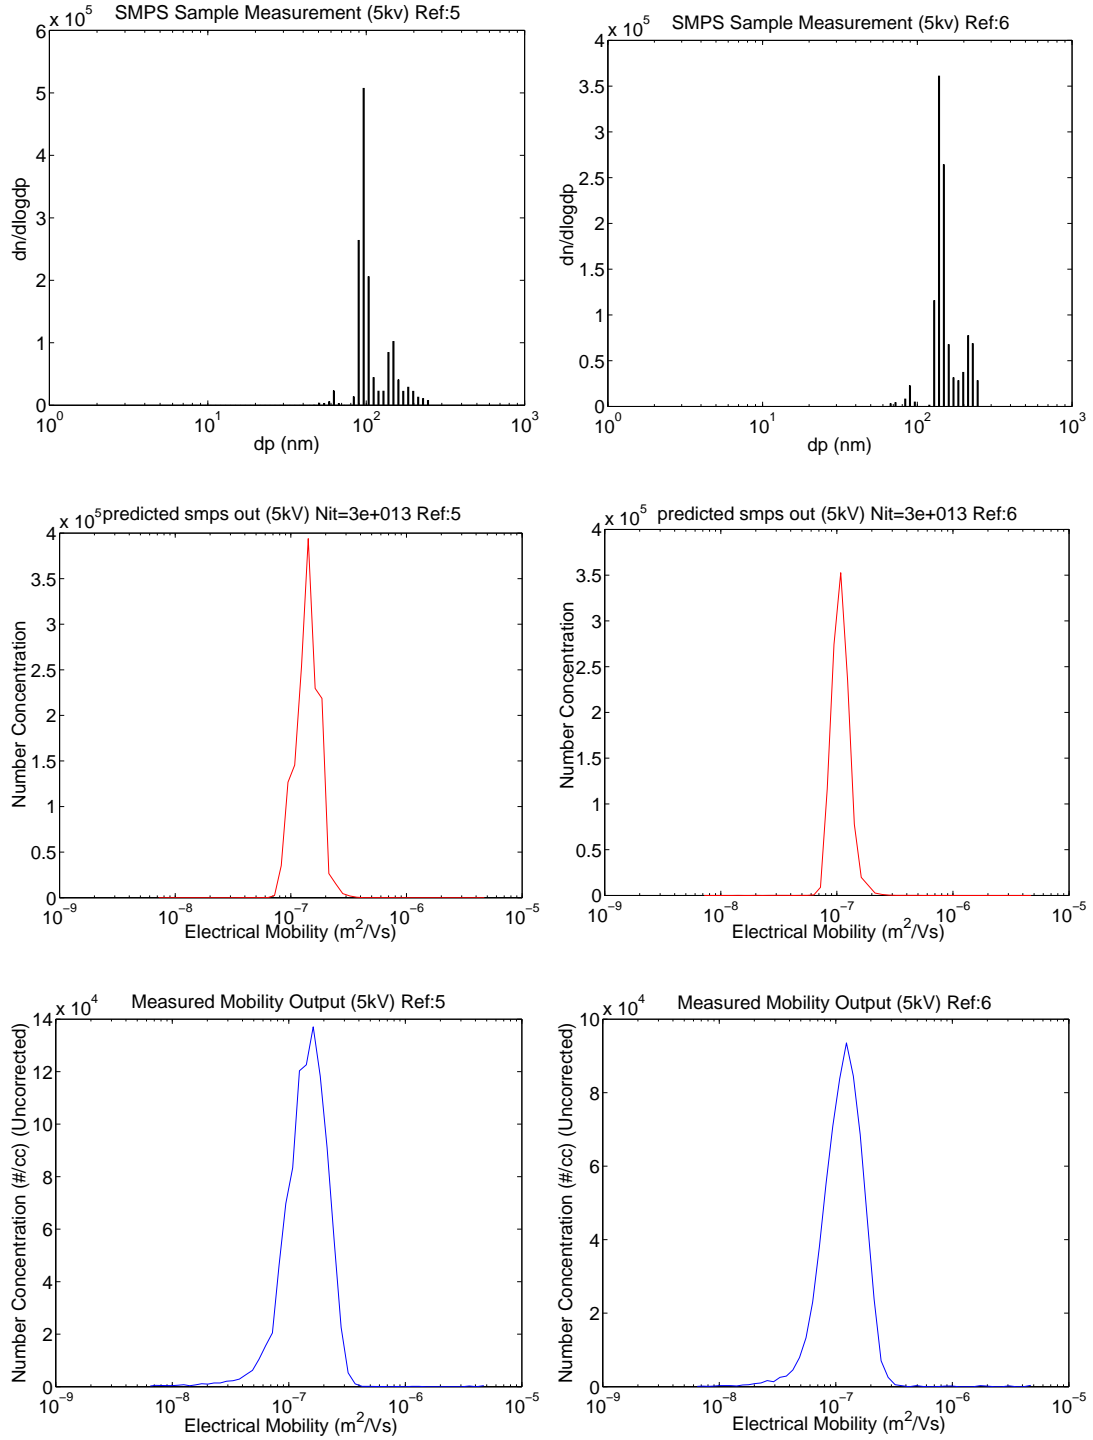 SMPS Sample Measurement (5kv) Ref:5
x 10^5
6
5
4
3
2
1
0
dn/dlogdp
10^0 10^1 10^2 10^3
dp (nm)
SMPS Sample Measurement (5kV) Ref:6
x 10^5
4
3.5
3
2.5
2
1.5
1
0.5
0
dn/dlogdp
10^0 10^1 10^2 10^3
dp (nm)
x 10^5 predicted smps out (5kV) Nit=3e+013 Ref:5
4
3.5
3
2.5
2
1.5
1
0.5
0
Number Concentration
10^−9 10^−8 10^−7 10^−6 10^−5
Electrical Mobility (m^2/Vs)
x 10^5 predicted smps out (5kV) Nit=3e+013 Ref:6
4
3.5
3
2.5
2
1.5
1
0.5
0
Number Concentration
10^−9 10^−8 10^−7 10^−6 10^−5
Electrical Mobility (m^2/Vs)
x 10^4 Measured Mobility Output (5kV) Ref:5
14
12
10
8
6
4
2
0
Number Concentration (#/cc) (Uncorrected)
10^−9 10^−8 10^−7 10^−6 10^−5
Electrical Mobility (m^2/Vs)
x 10^4 Measured Mobility Output (5kV) Ref:6
10
8
6
4
2
0
Number Concentration (#/cc) (Uncorrected)
10^−9 10^−8 10^−7 10^−6 10^−5
Electrical Mobility (m^2/Vs)